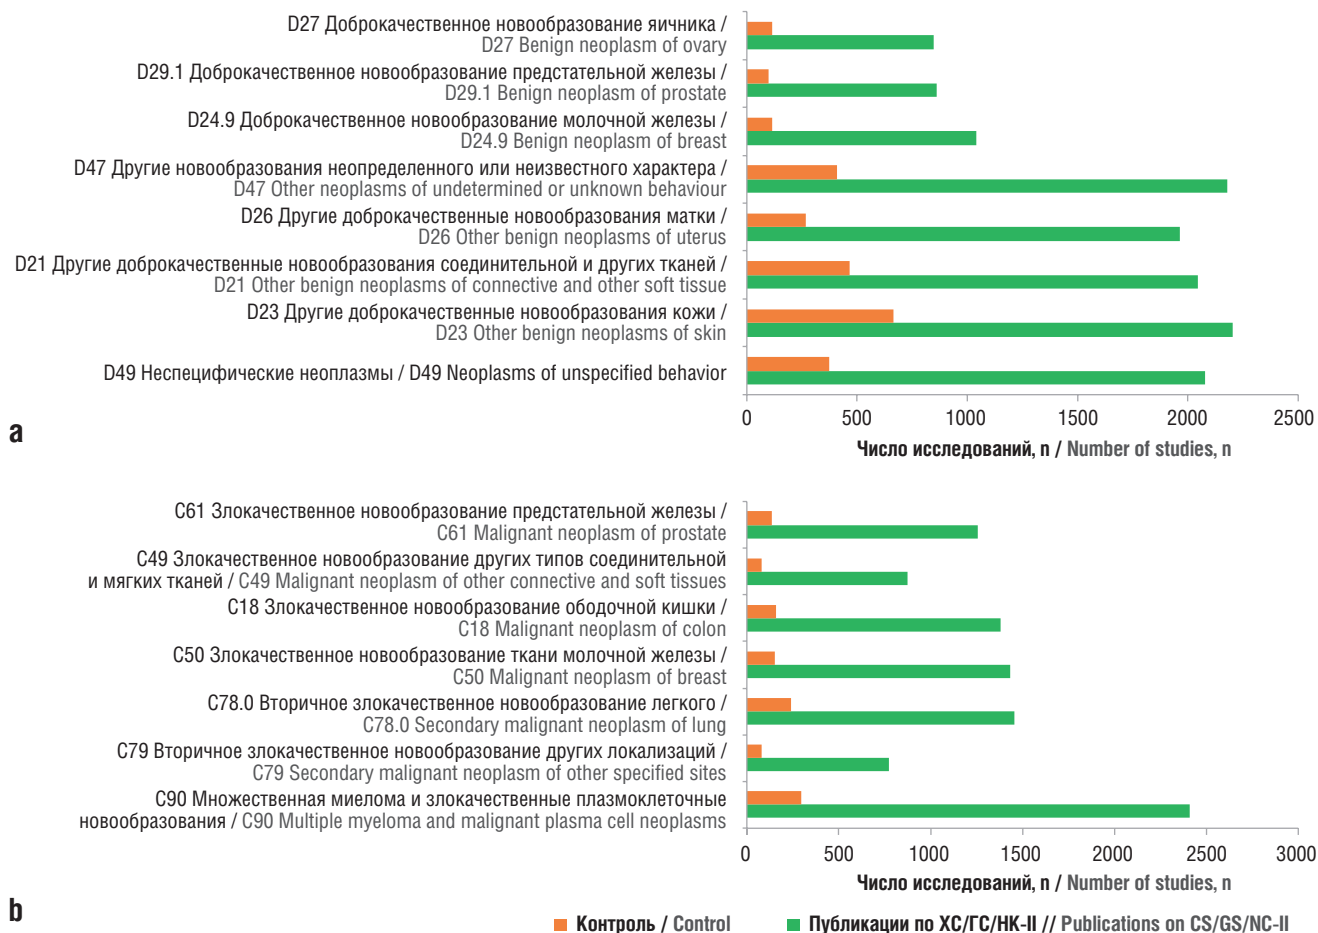 D27 Доброкачественное новообразование яичника /
D27 Benign neoplasm of ovary
D29.1 Доброкачественное новообразование предстательной железы /
D29.1 Benign neoplasm of prostate
D24.9 Доброкачественное новообразование молочной железы /
D24.9 Benign neoplasm of breast
D47 Другие новообразования неопределенного или неизвестного характера /
D47 Other neoplasms of undetermined or unknown behaviour
D26 Другие доброкачественные новообразования матки /
D26 Other benign neoplasms of uterus
D21 Другие доброкачественные новообразования соединительной и других тканей /
D21 Other benign neoplasms of connective and other soft tissue
D23 Другие доброкачественные новообразования кожи /
D23 Other benign neoplasms of skin
D49 Неспецифические неоплазмы / D49 Neoplasms of unspecified behavior
0 500 1000 1500 2000 2500
Число исследований, n / Number of studies, n
a
C61 Злокачественное новообразование предстательной железы /
C61 Malignant neoplasm of prostate
C49 Злокачественное новообразование других типов соединительной
и мягких тканей / C49 Malignant neoplasm of other connective and soft tissues
C18 Злокачественное новообразование ободочной кишки /
C18 Malignant neoplasm of colon
C50 Злокачественное новообразование ткани молочной железы /
C50 Malignant neoplasm of breast
C78.0 Вторичное злокачественное новообразование легкого /
C78.0 Secondary malignant neoplasm of lung
C79 Вторичное злокачественное новообразование других локализаций /
C79 Secondary malignant neoplasm of other specified sites
C90 Множественная миелома и злокачественные плазмоклеточные
новообразования / C90 Multiple myeloma and malignant plasma cell neoplasms
0 500 1000 1500 2000 2500 3000
Число исследований, n / Number of studies, n
b
Контроль / Control
Публикации по ХС/ГС/НК-II // Publications on CS/GS/NC-II